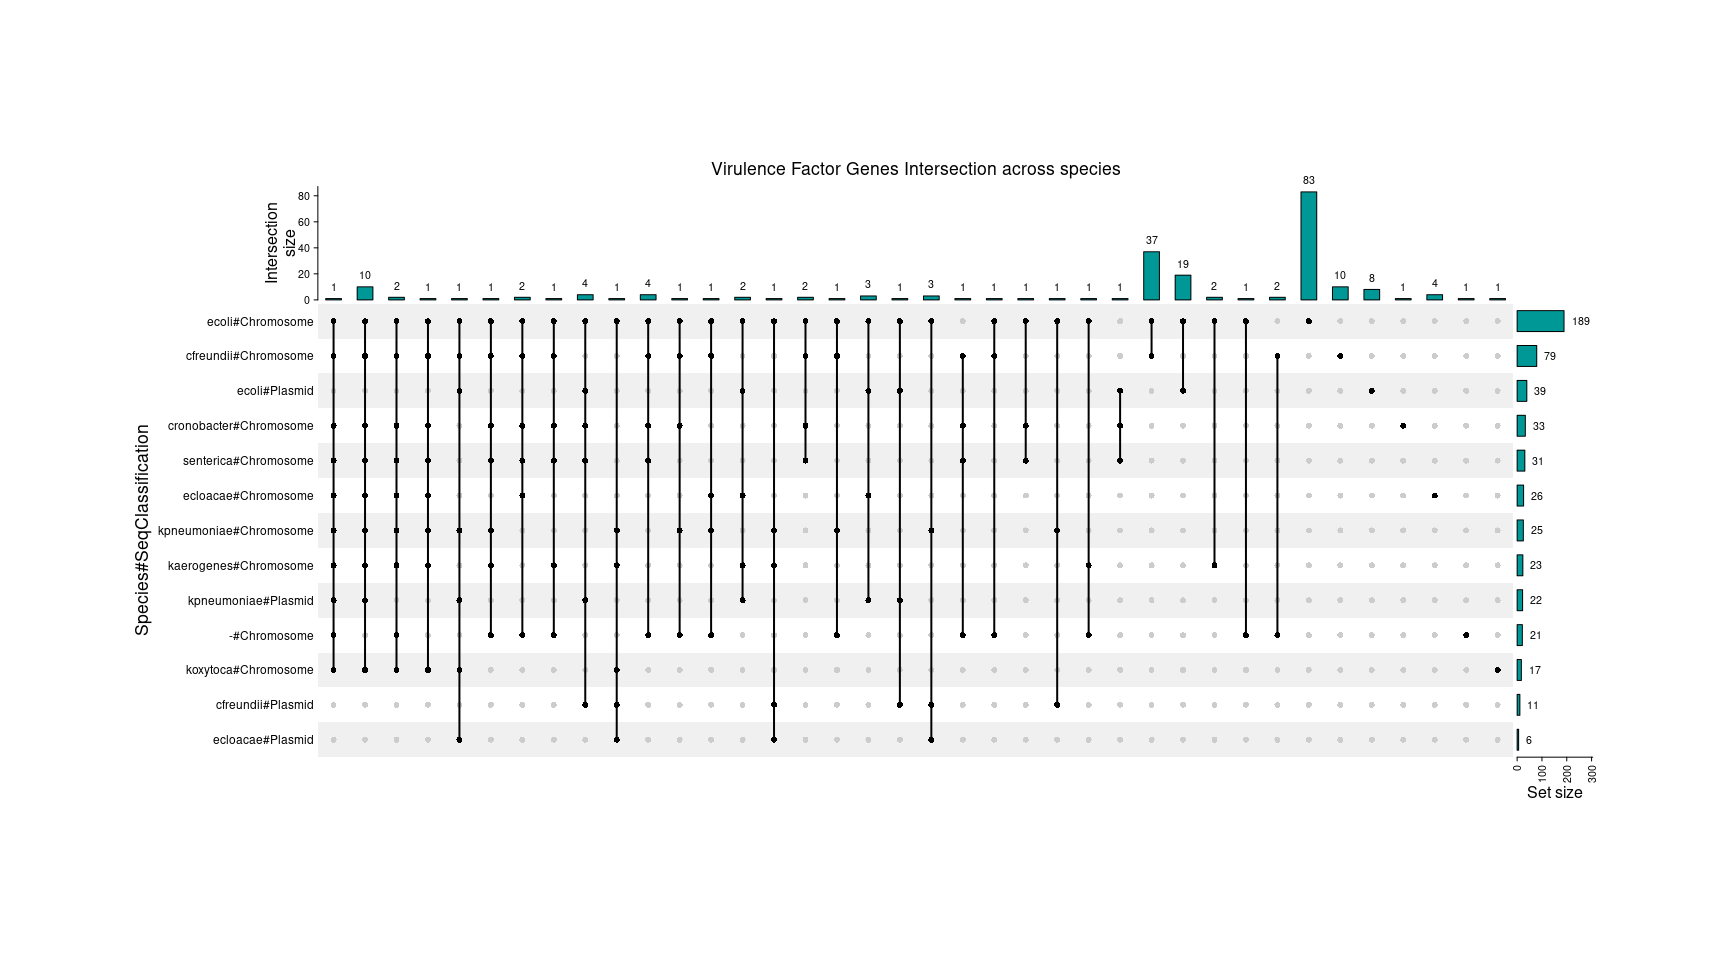 Virulence Factor Genes Intersection across species
Intersection
size
80
60
40
20
0
1 10 2 1 1 1 2 1 4 1 4 1 1 2 1 2 1 3 1 3 1 1 1 1 1 1 37 19 2 1 2 83 10 8 1 4 1 1
Species#SeqClassification
ecoli#Chromosome 189
cfreundii#Chromosome 79
ecoli#Plasmid 39
cronobacter#Chromosome 33
senterica#Chromosome 31
ecloacae#Chromosome 26
kpneumoniae#Chromosome 25
kaerogenes#Chromosome 23
kpneumoniae#Plasmid 22
-#Chromosome 21
koxytoca#Chromosome 17
cfreundii#Plasmid 11
ecloacae#Plasmid 6
0 100 200 300
Set size